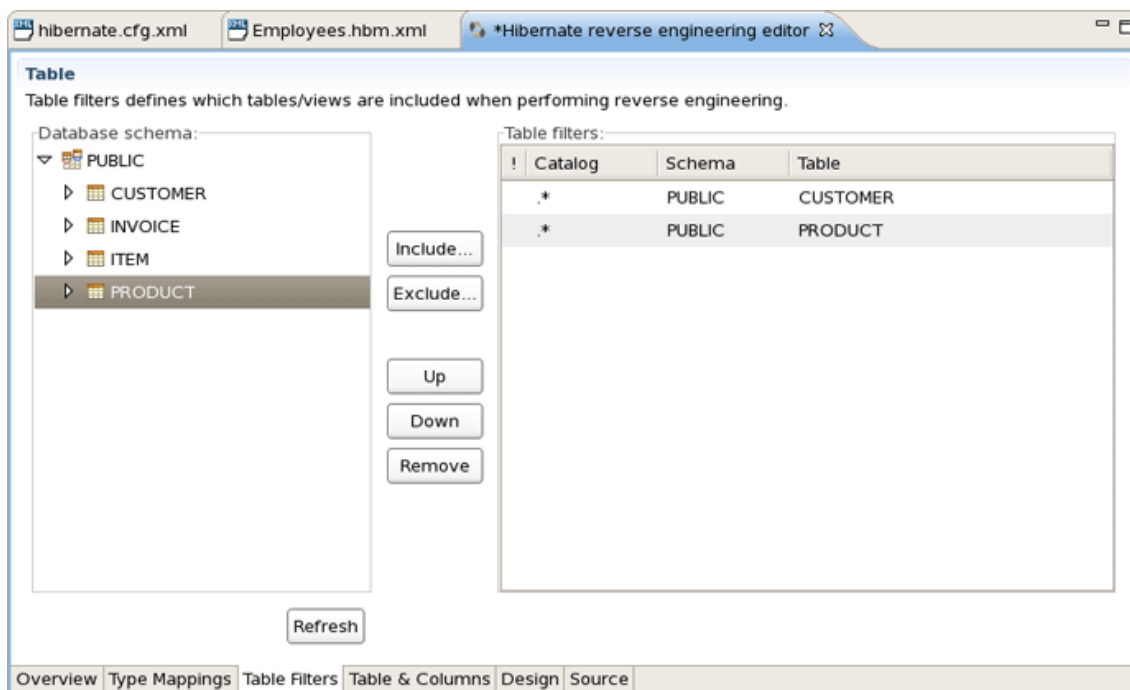 hibernate.cfg.xml Employees.hbm.xml *Hibernate reverse engineering editor
Table
Table filters defines which tables/views are included when performing reverse engineering.
Database schema:
PUBLIC
CUSTOMER
INVOICE
ITEM
PRODUCT
Include...
Exclude...
Up
Down
Remove
Table filters:
! Catalog Schema Table
.* PUBLIC CUSTOMER
.* PUBLIC PRODUCT
Refresh
Overview Type Mappings Table Filters Table & Columns Design Source